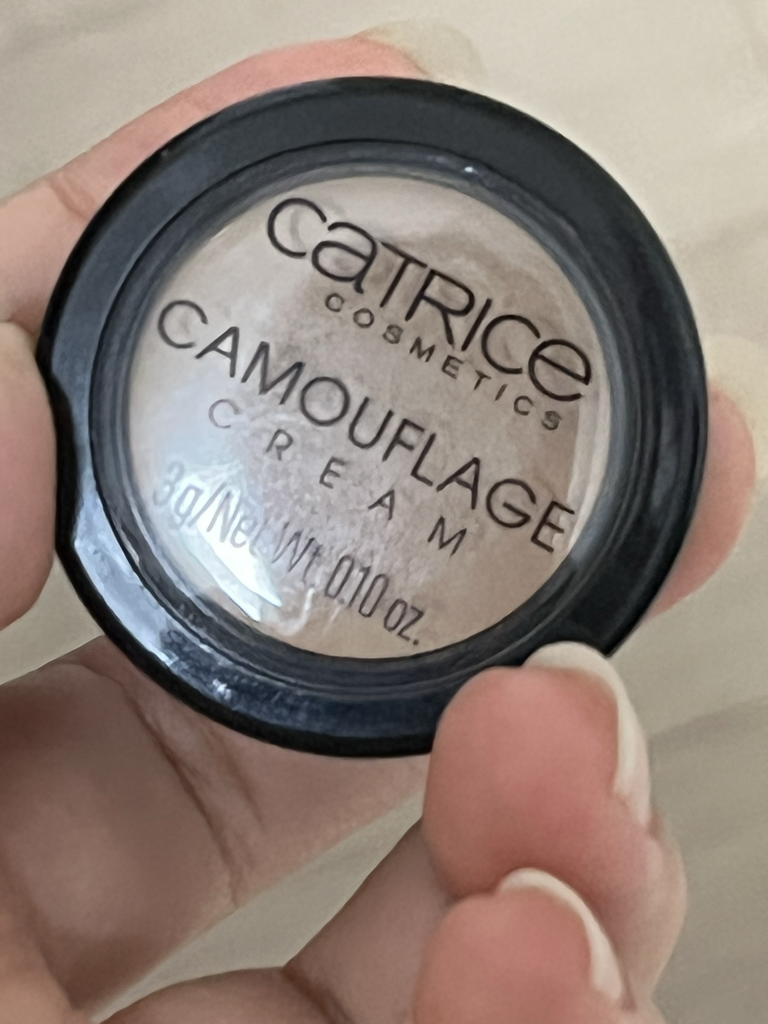 CATRICE
COSMETICS
CAMOUFLAGE
CREAM
3g/Net Wt. 0.10 oz.